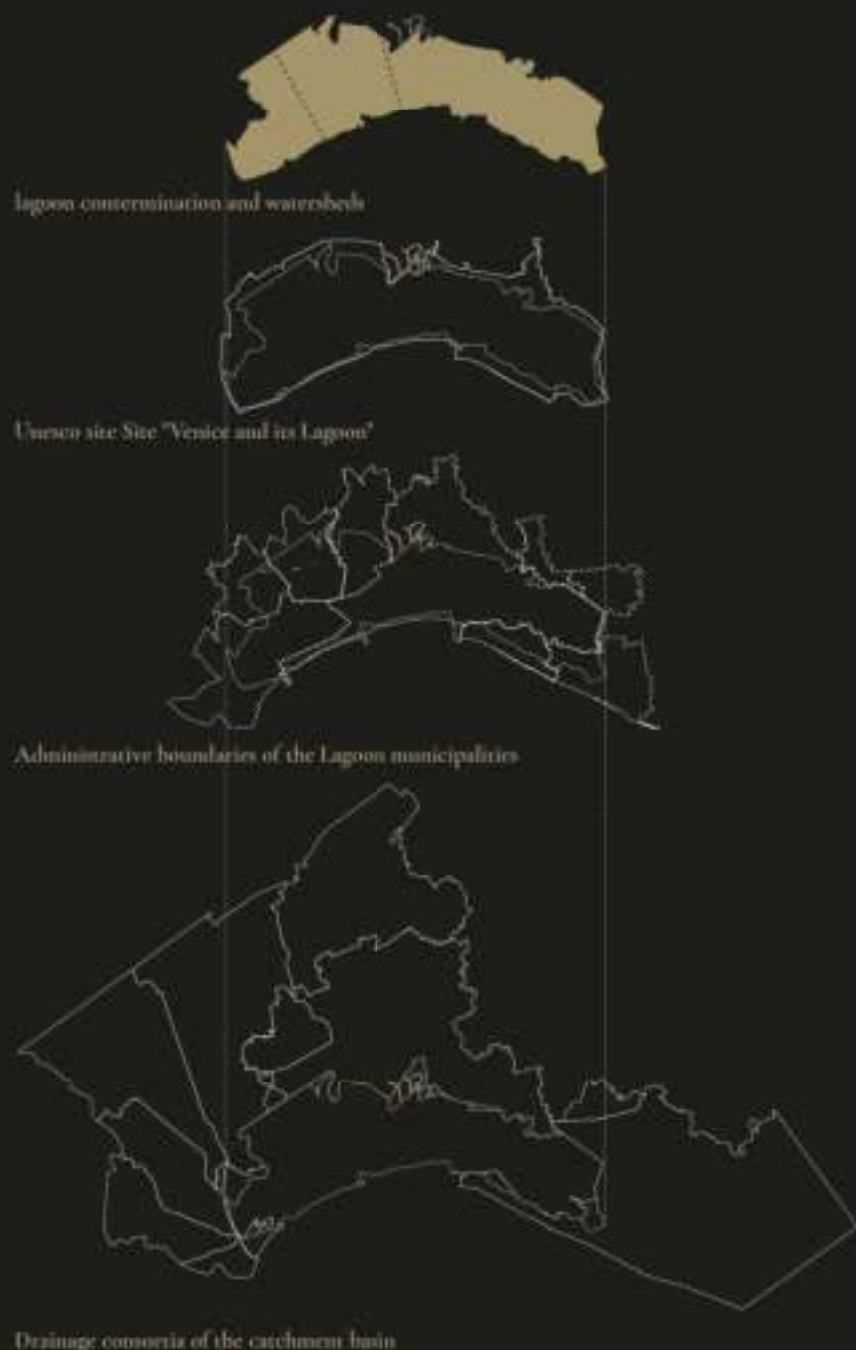 lagoon contermination and watersheds
Unesco site Site "Venice and its Lagoon"
Administrative boundaries of the Lagoon municipalities
Drainage consortia of the catchment basin